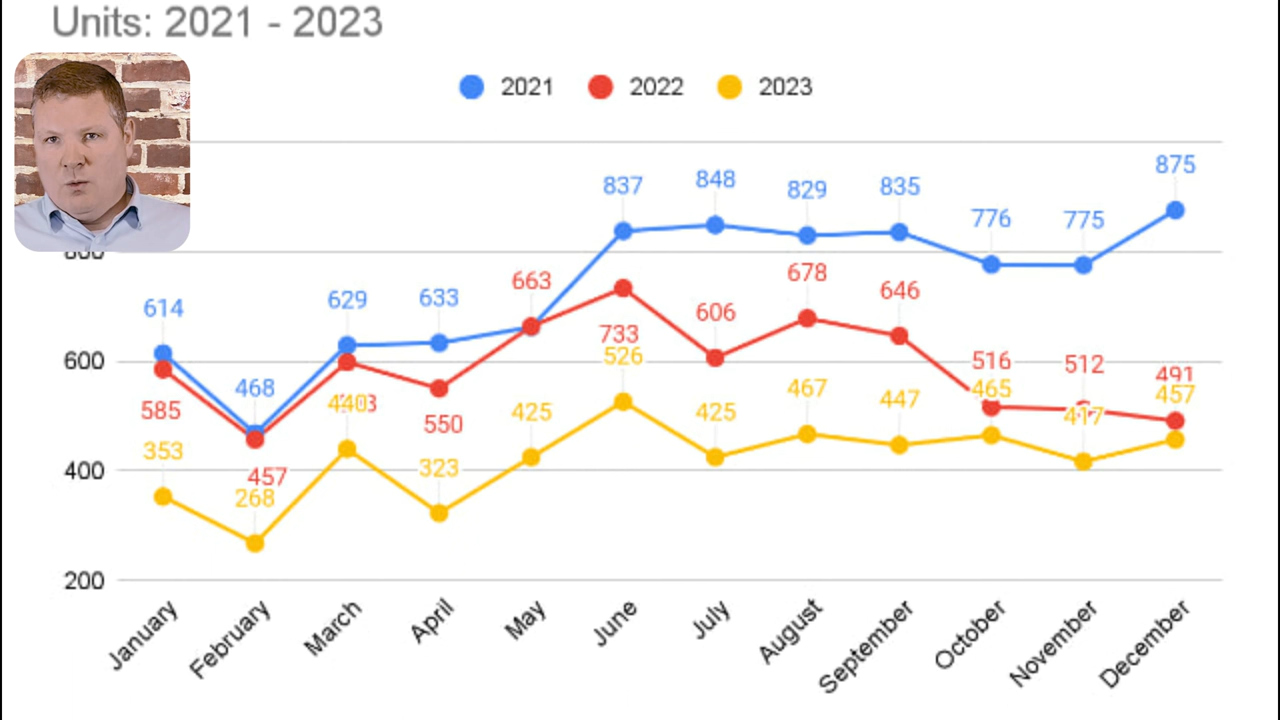 Units: 2021 - 2023
2021 2022 2023
875
837 848 829 835
776 775
800
678
663 646
614 629 633 606
733
600 526 516 512
468 465 491
585 440 467 447 457
550 425 425 417
353 323
400 457
268
200
January February March April May June July August September October November December